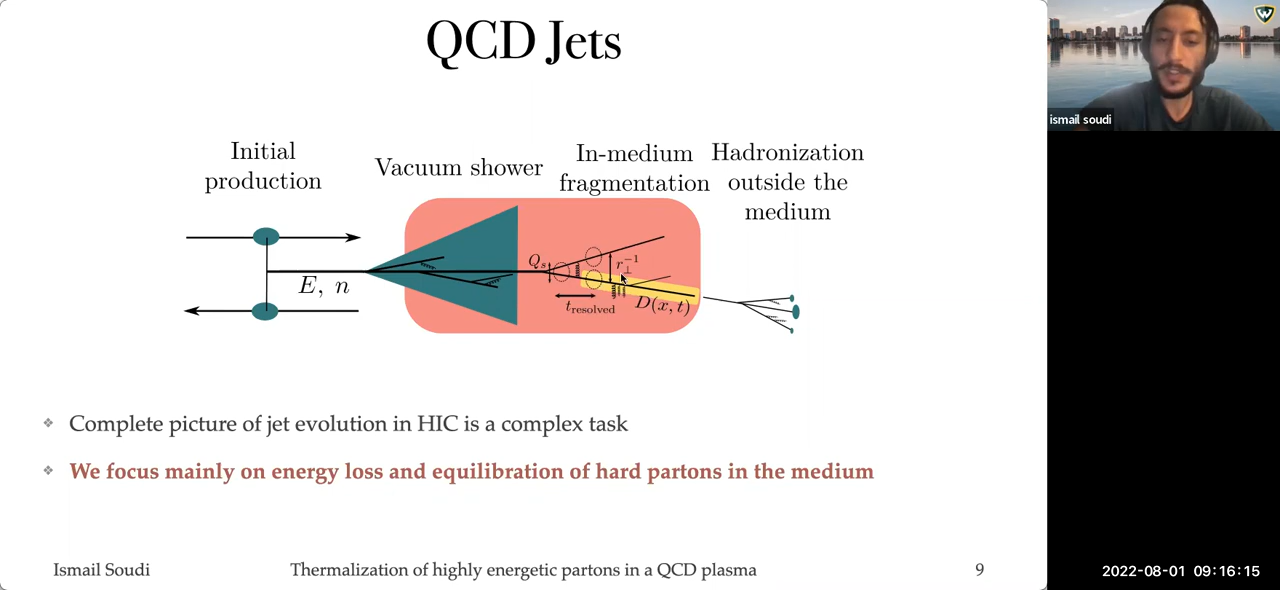 QCD Jets
Initial
production
Vacuum shower
In-medium
fragmentation
Hadronization
outside the
medium
E, n
Qs
r⊥⁻¹
t resolved
D(x, t)
❖ Complete picture of jet evolution in HIC is a complex task
❖ We focus mainly on energy loss and equilibration of hard partons in the medium
Ismail Soudi
Thermalization of highly energetic partons in a QCD plasma
9
ismail soudi
2022-08-01 09:16:15